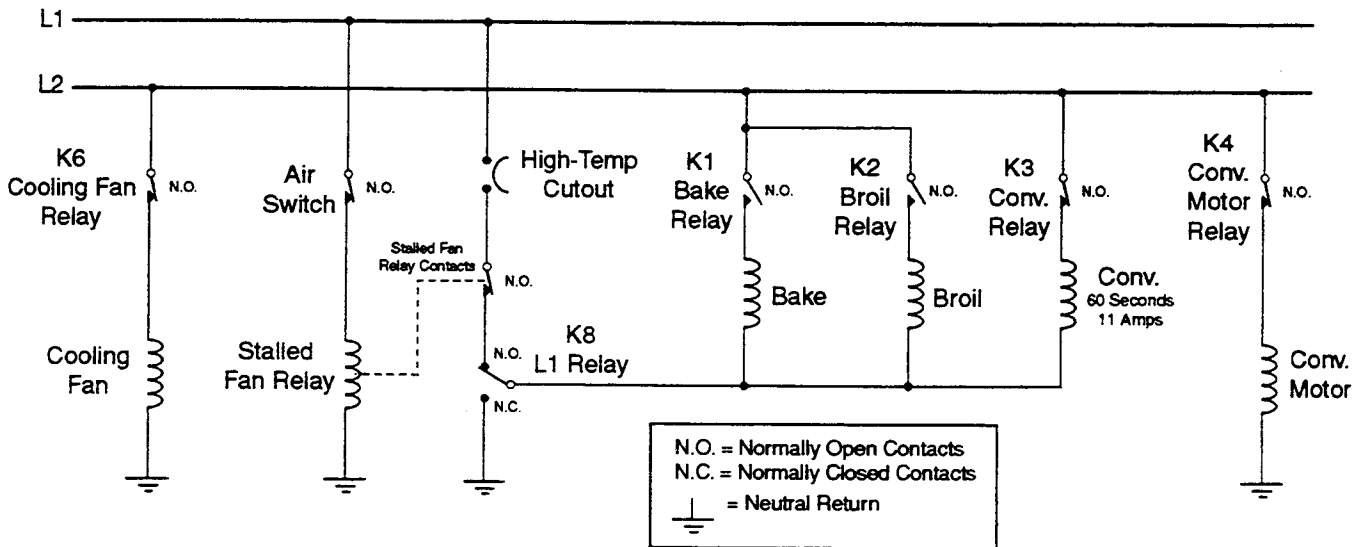 L1
L2
K6
Cooling Fan
Relay
N.O.
Air
Switch
N.O.
High-Temp
Cutout
Stalled Fan
Relay Contacts
N.O.
K1
Bake
Relay
N.O.
K2
Broil
Relay
N.O.
K3
Conv.
Relay
N.O.
K4
Conv.
Motor
Relay
N.O.
Cooling
Fan
Stalled
Fan Relay
N.O.
K8
L1 Relay
N.C.
Bake
Broil
Conv.
60 Seconds
11 Amps
Conv.
Motor
N.O. = Normally Open Contacts
N.C. = Normally Closed Contacts
= Neutral Return